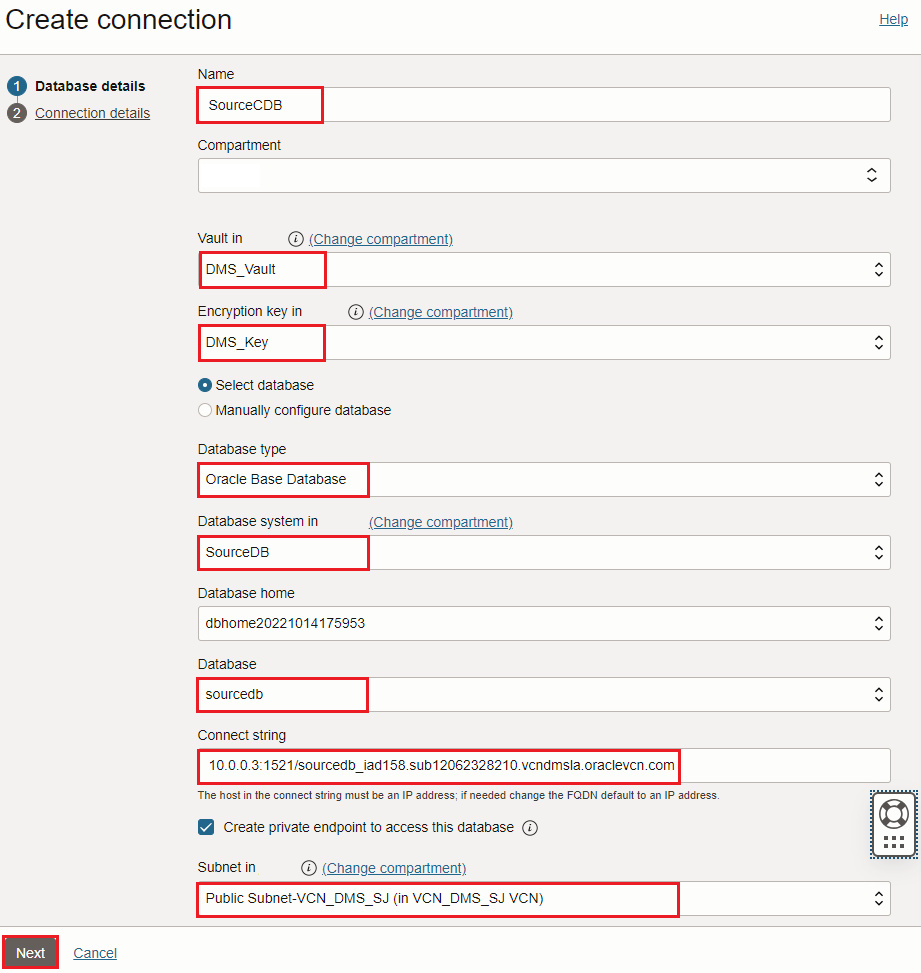 Create connection
Help
1 Database details
2 Connection details
Name
SourceCDB
Compartment
Vault in (Change compartment)
DMS_Vault
Encryption key in (Change compartment)
DMS_Key
Select database
Manually configure database
Database type
Oracle Base Database
Database system in (Change compartment)
SourceDB
Database home
dbhome20221014175953
Database
sourcedb
Connect string
10.0.0.3:1521/sourcedb_iad158.sub12062328210.vcndmsla.oraclevcn.com
The host in the connect string must be an IP address; if needed change the FQDN default to an IP address.
Create private endpoint to access this database
Subnet in (Change compartment)
Public Subnet-VCN_DMS_SJ (in VCN_DMS_SJ VCN)
Next Cancel